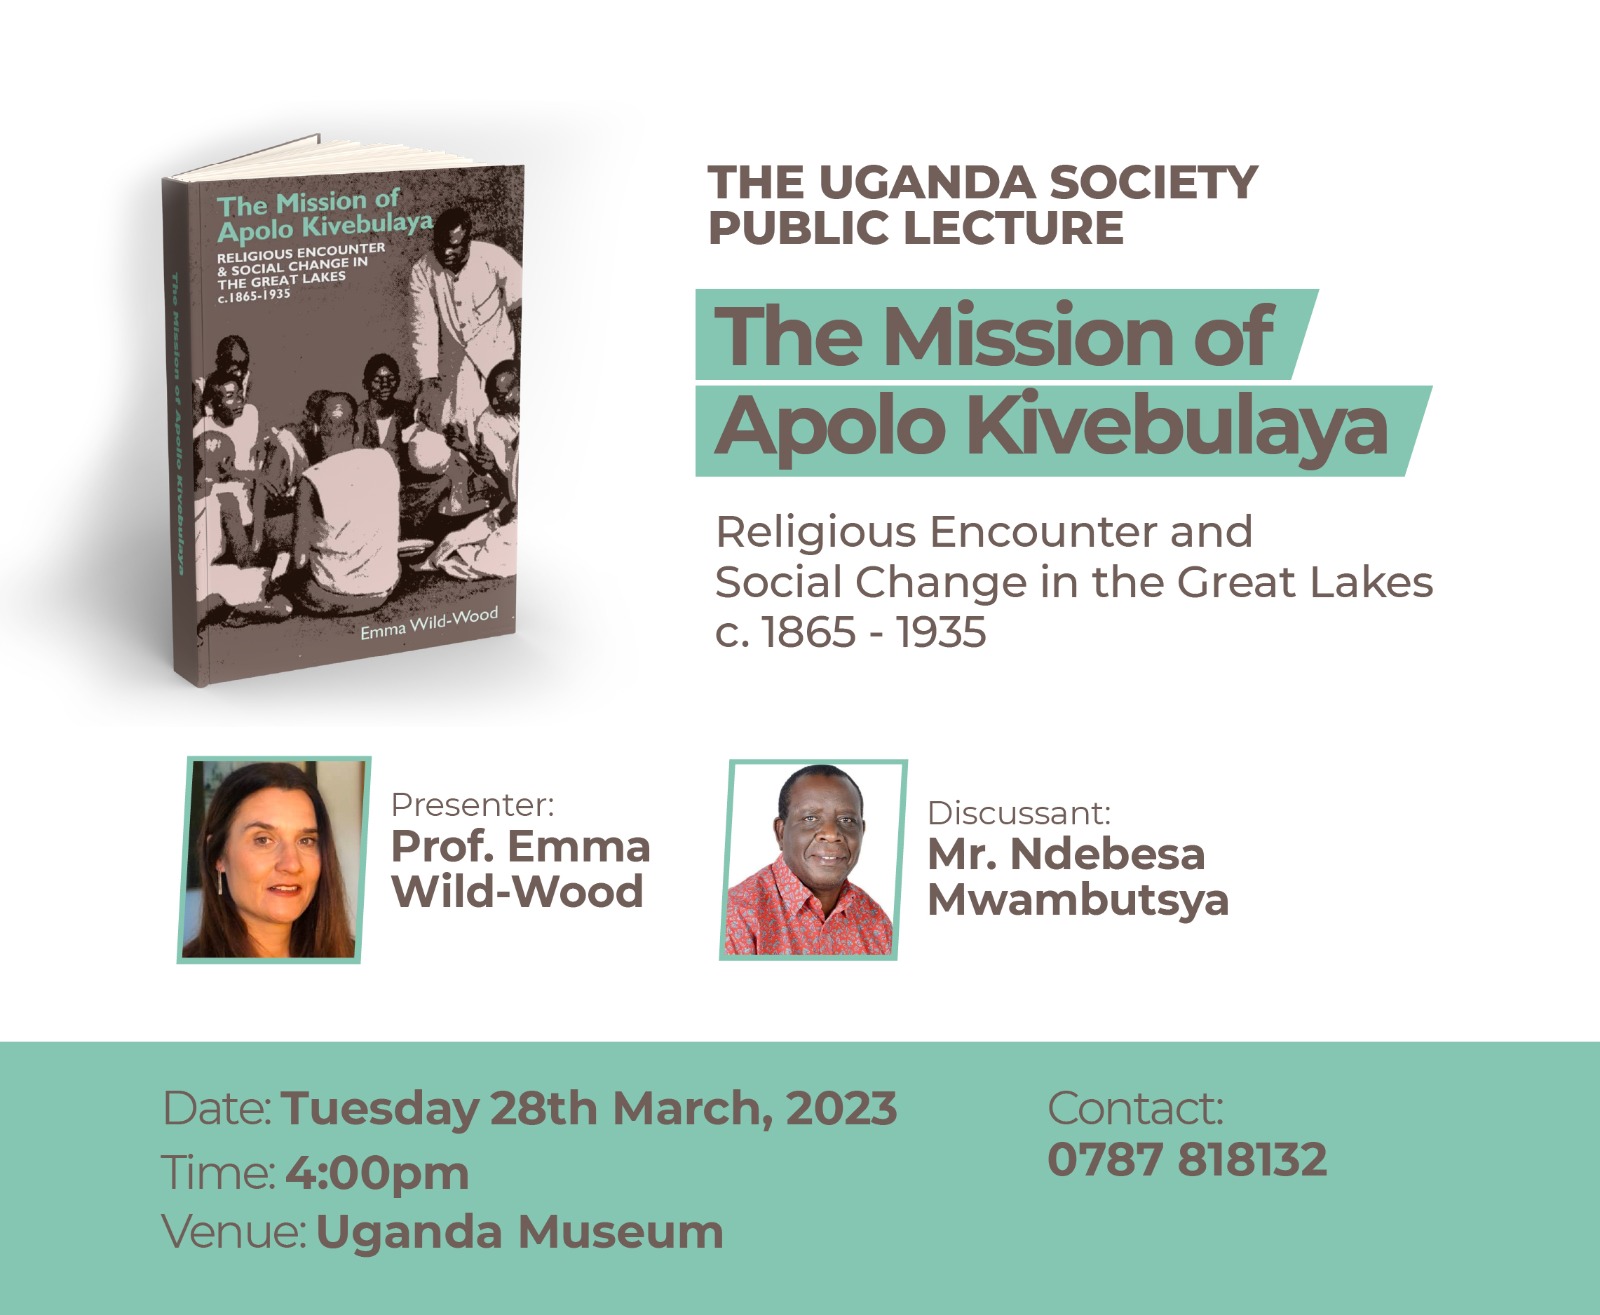 The Mission of
Apolo Kivebulaya
RELIGIOUS ENCOUNTER
& SOCIAL CHANGE IN
THE GREAT LAKES
c.1865-1935
Emma Wild-Wood
The Mission of Apollo Kivebulaya
THE UGANDA SOCIETY
PUBLIC LECTURE
The Mission of
Apolo Kivebulaya
Religious Encounter and
Social Change in the Great Lakes
c. 1865 - 1935
Presenter:
Prof. Emma
Wild-Wood
Discussant:
Mr. Ndebesa
Mwambutsya
Date: Tuesday 28th March, 2023
Time: 4:00pm
Venue: Uganda Museum
Contact:
0787 818132